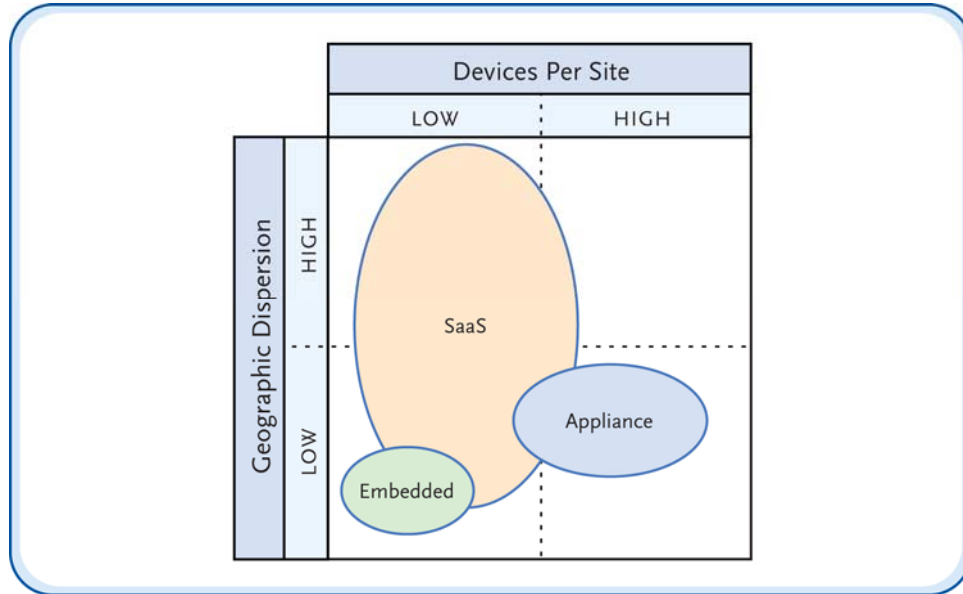 Devices Per Site
LOW HIGH
Geographic Dispersion
HIGH
LOW
SaaS
Appliance
Embedded